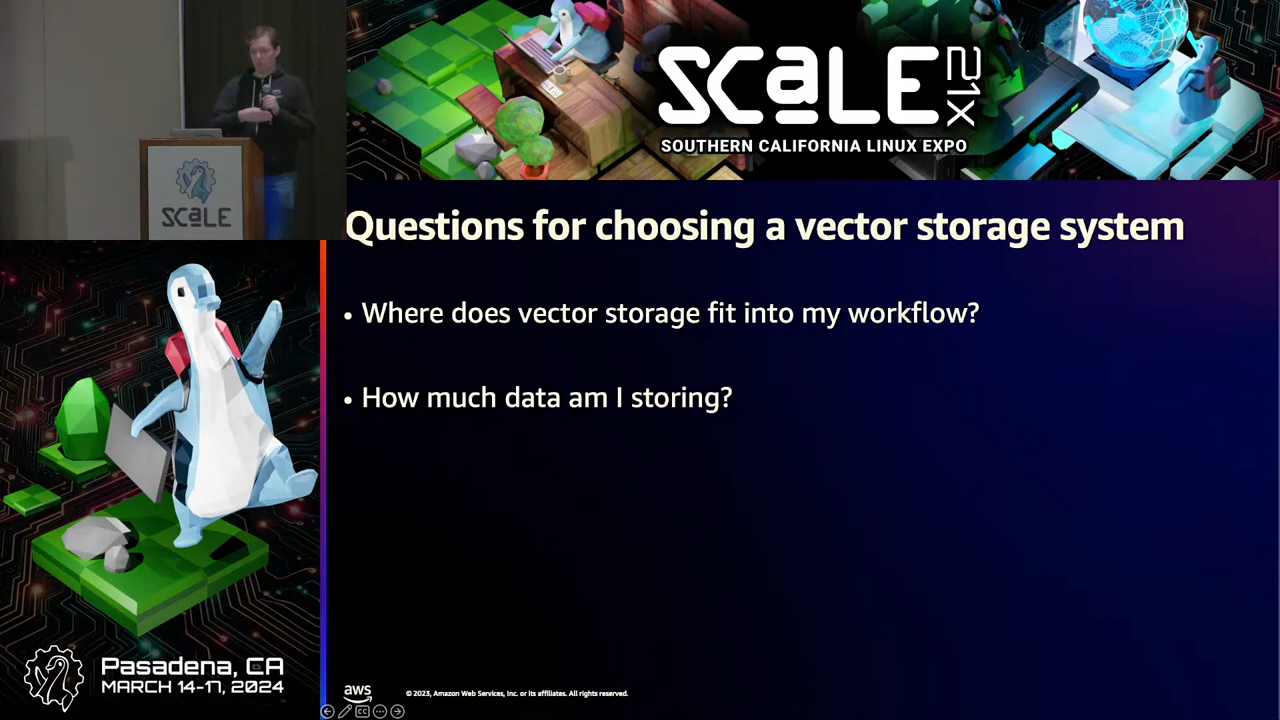 SCaLE 21X
SOUTHERN CALIFORNIA LINUX EXPO
SCaLE
Questions for choosing a vector storage system
• Where does vector storage fit into my workflow?
• How much data am I storing?
Pasadena, CA
MARCH 14-17, 2024
aws
© 2023, Amazon Web Services, Inc. or its affiliates. All rights reserved.
CC